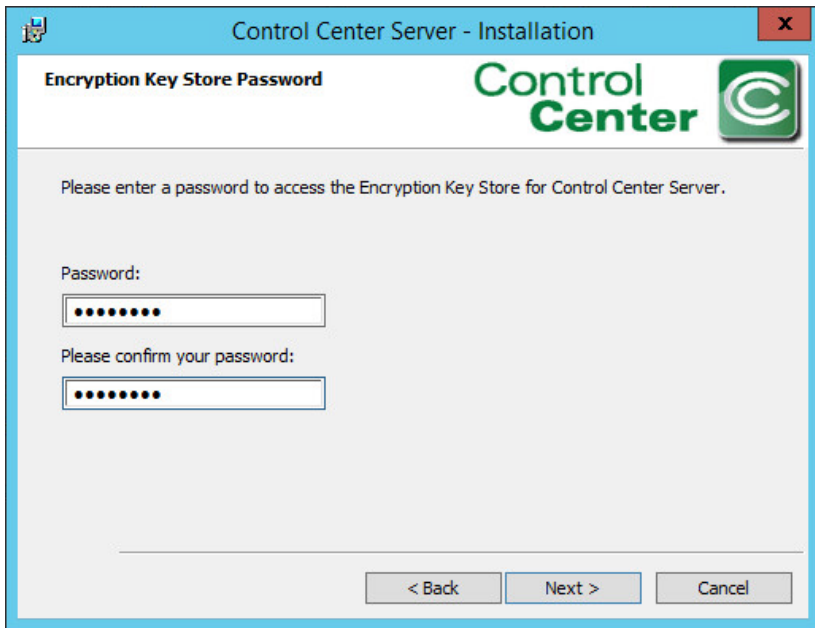 Control Center Server - Installation
x
Encryption Key Store Password
Control
Center
Please enter a password to access the Encryption Key Store for Control Center Server.
Password:
••••••••
Please confirm your password:
••••••••
< Back
Next >
Cancel